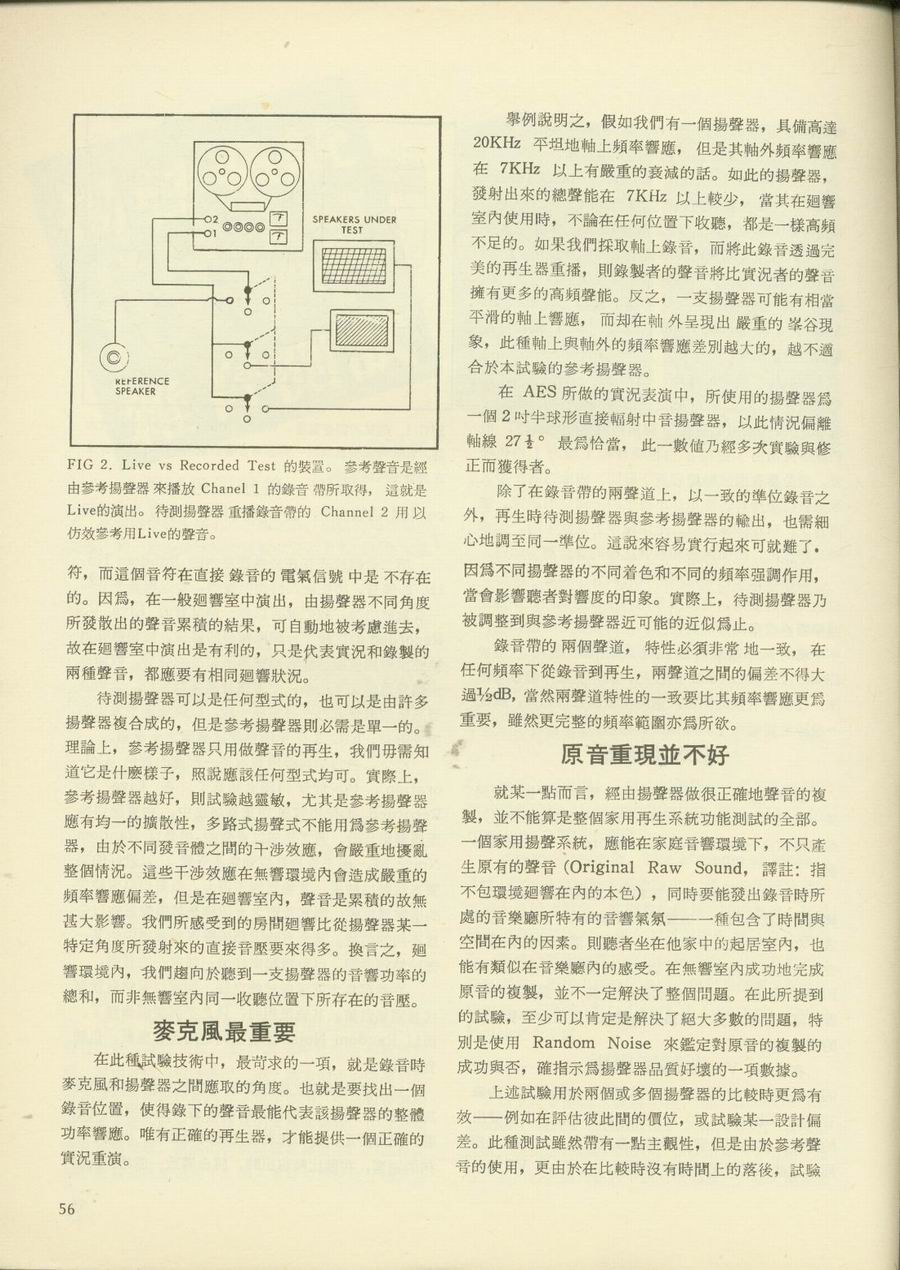 2
1
SPEAKERS UNDER
TEST
REFERENCE
SPEAKER
FIG 2. Live vs Recorded Test 的裝置。參考聲音是經
由參考揚聲器來播放 Chanel 1 的錄音帶所取得，這就是
Live的演出。待測揚聲器重播錄音帶的 Channel 2 用以
仿效參考用Live的聲音。
符，而這個音符在直接錄音的電氣信號中是不存在
的。因爲，在一般廻響室中演出，由揚聲器不同角度
所發散出的聲音累積的結果，可自動地被考慮進去，
故在廻響室中演出是有利的，只是代表實況和錄製的
兩種聲音，都應要有相同廻響狀況。
待測揚聲器可以是任何型式的，也可以是由許多
揚聲器複合成的，但是參考揚聲器則必需是單一的。
理論上，參考揚聲器只用做聲音的再生，我們毋需知
道它是什麼樣子，照說應該任何型式均可。實際上，
參考揚聲器越好，則試驗越靈敏，尤其是參考揚聲器
應有均一的擴散性，多路式揚聲式不能用爲參考揚聲
器，由於不同發音體之間的干涉效應，會嚴重地擾亂
整個情況。這些干涉效應在無響環境內會造成嚴重的
頻率響應偏差，但是在廻響室內，聲音是累積的故無
甚大影響。我們所感受到的房間廻響比從揚聲器某一
特定角度所發射來的直接音壓要來得多。換言之，廻
響環境內，我們趨向於聽到一支揚聲器的音響功率的
總和，而非無響室內同一收聽位置下所存在的音壓。
麥克風最重要
在此種試驗技術中，最苛求的一項，就是錄音時
麥克風和揚聲器之間應取的角度。也就是要找出一個
錄音位置，使得錄下的聲音最能代表該揚聲器的整體
功率響應。唯有正確的再生器，才能提供一個正確的
實況重演。
56
舉例說明之，假如我們有一個揚聲器，具備高達
20KHz 平坦地軸上頻率響應，但是其軸外頻率響應
在 7KHz 以上有嚴重的衰減的話。如此的揚聲器，
發射出來的總聲能在 7KHz 以上較少，當其在廻響
室內使用時，不論在任何位置下收聽，都是一樣高頻
不足的。如果我們採取軸上錄音，而將此錄音透過完
美的再生器重播，則錄製者的聲音將比實況者的聲音
擁有更多的高頻聲能。反之，一支揚聲器可能有相當
平滑的軸上響應，而却在軸外呈現出嚴重的峯谷現
象，此種軸上與軸外的頻率響應差別越大的，越不適
合於本試驗的參考揚聲器。
在 AES 所做的實況表演中，所使用的揚聲器爲
一個 2 吋半球形直接輻射中音揚聲器，以此情況偏離
軸線 27½° 最爲恰當，此一數値乃經多次實驗與修
正而獲得者。
除了在錄音帶的兩聲道上，以一致的準位錄音之
外，再生時待測揚聲器與參考揚聲器的輸出，也需細
心地調至同一準位。這說來容易實行起來可就難了。
因爲不同揚聲器的不同着色和不同的頻率强調作用，
當會影響聽者對響度的印象。實際上，待測揚聲器乃
被調整到與參考揚聲器近可能的近似爲止。
錄音帶的兩個聲道，特性必須非常地一致，在
任何頻率下從錄音到再生，兩聲道之間的偏差不得大
過½dB，當然兩聲道特性的一致要比其頻率響應更爲
重要，雖然更完整的頻率範圍亦爲所欲。
原音重現並不好
就某一點而言，經由揚聲器做很正確地聲音的複
製，並不能算是整個家用再生系統功能測試的全部。
一個家用揚聲系統，應能在家庭音響環境下，不只產
生原有的聲音（Original Raw Sound，譯註：指
不包環境廻響在內的本色），同時要能發出錄音時所
處的音樂廳所特有的音響氣氛——一種包含了時間與
空間在內的因素。則聽者坐在他家中的起居室內，也
能有類似在音樂廳內的感受。在無響室內成功地完成
原音的複製，並不一定解決了整個問題。在此所提到
的試驗，至少可以肯定是解決了絕大多數的問題，特
別是使用 Random Noise 來鑑定對原音的複製的
成功與否，確指示爲揚聲器品質好壞的一項數據。
上述試驗用於兩個或多個揚聲器的比較時更爲有
效——例如在評估彼此間的價位，或試驗某一設計偏
差。此種測試雖然帶有一點主觀性，但是由於參考聲
音的使用，更由於在比較時沒有時間上的落後，試驗